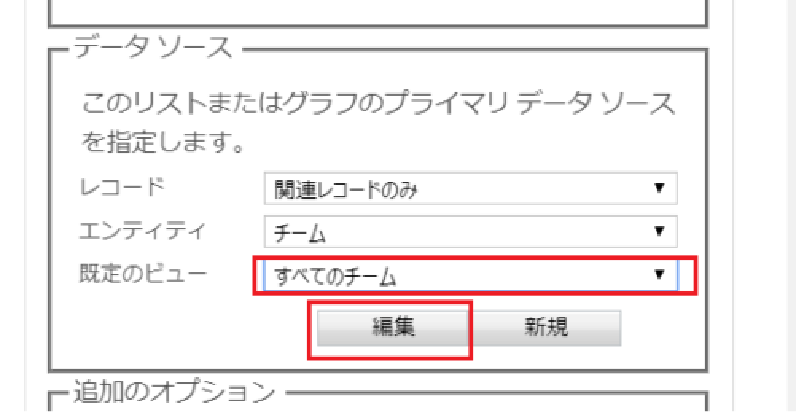 データ ソース
このリストまたはグラフのプライマリ データ ソース
を指定します。
レコード 関連レコードのみ
エンティティ チーム
既定のビュー すべてのチーム
編集 新規
追加のオプション